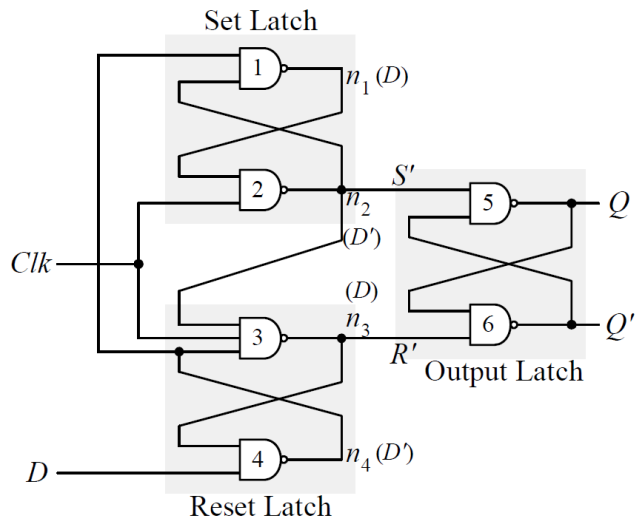 Set Latch
1
n1 (D)
2
n2
(D')
S'
5
Q
Clk
(D)
3
n3
R'
6
Q'
Output Latch
4
n4 (D')
D
Reset Latch